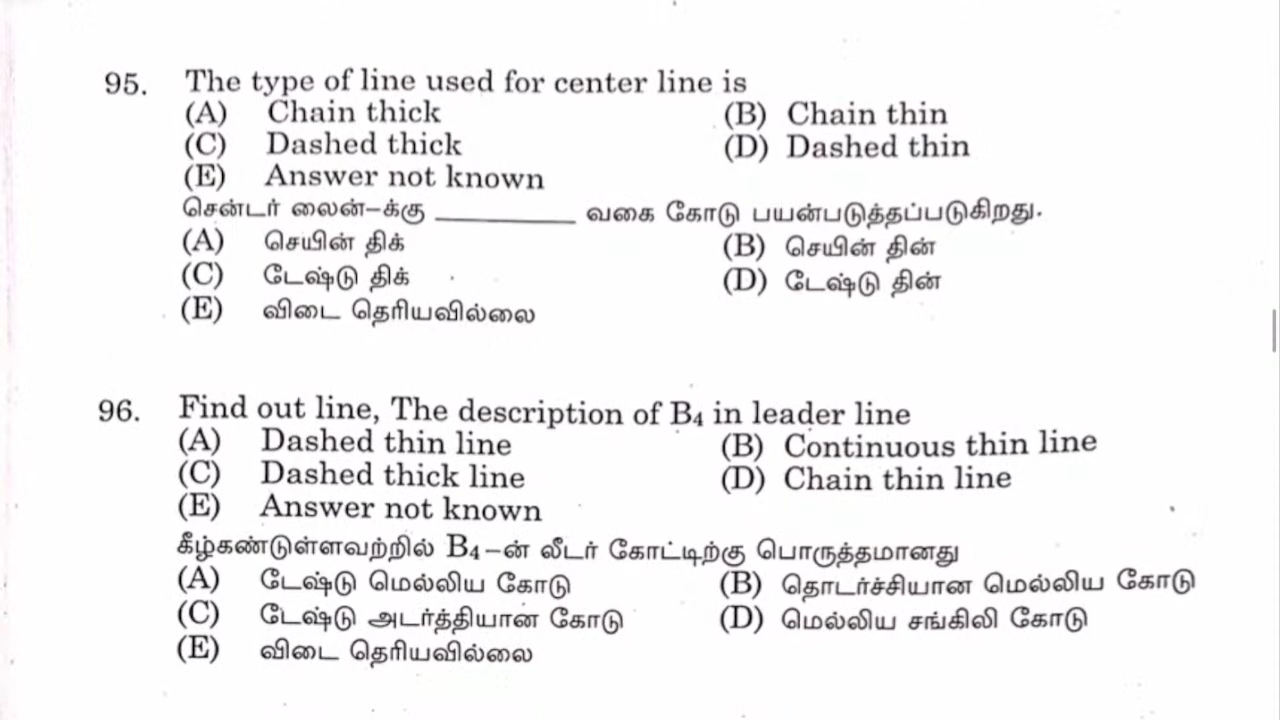 95. The type of line used for center line is
(A) Chain thick (B) Chain thin
(C) Dashed thick (D) Dashed thin
(E) Answer not known
சென்டர் லைன்–க்கு __________ வகை கோடு பயன்படுத்தப்படுகிறது.
(A) செயின் திக் (B) செயின் தின்
(C) டேஷ்டு திக் (D) டேஷ்டு தின்
(E) விடை தெரியவில்லை
96. Find out line, The description of B₄ in leader line
(A) Dashed thin line (B) Continuous thin line
(C) Dashed thick line (D) Chain thin line
(E) Answer not known
கீழ்கண்டுள்ளவற்றில் B₄–ன் லீடர் கோட்டிற்கு பொருத்தமானது
(A) டேஷ்டு மெல்லிய கோடு (B) தொடர்ச்சியான மெல்லிய கோடு
(C) டேஷ்டு அடர்த்தியான கோடு (D) மெல்லிய சங்கிலி கோடு
(E) விடை தெரியவில்லை